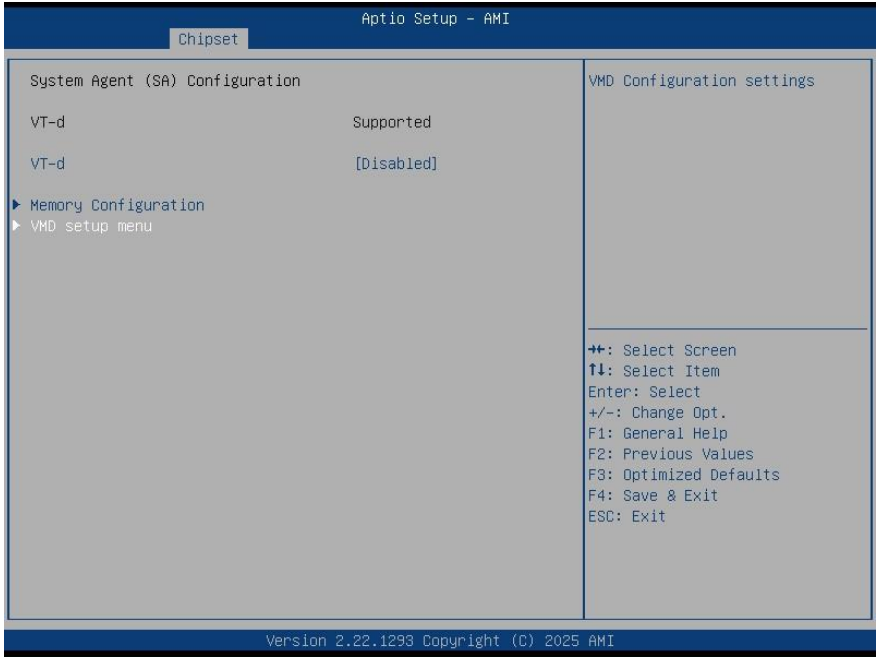 Aptio Setup – AMI
Chipset
System Agent (SA) Configuration
VT-d Supported
VT-d [Disabled]
▶ Memory Configuration
▶ VMD setup menu
VMD Configuration settings
→←: Select Screen
↑↓: Select Item
Enter: Select
+/-: Change Opt.
F1: General Help
F2: Previous Values
F3: Optimized Defaults
F4: Save & Exit
ESC: Exit
Version 2.22.1293 Copyright (C) 2025 AMI